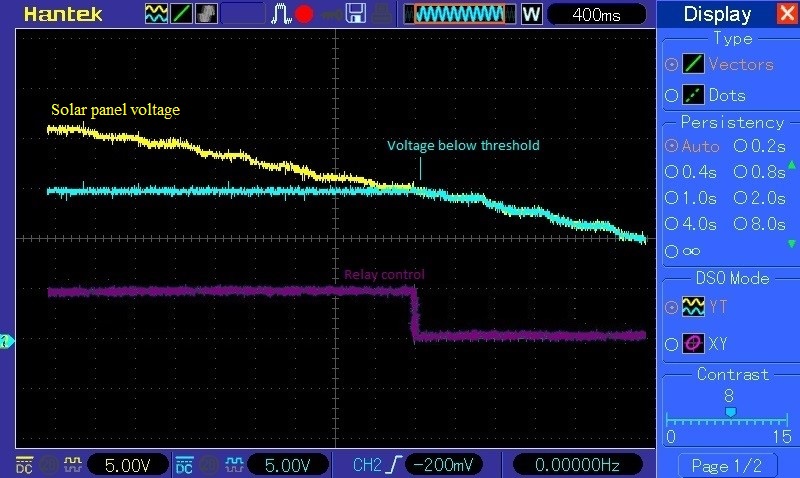 Hantek W 400ms Display
Type
Vectors
Dots
Persistency
Auto 0.2s
0.4s 0.8s
1.0s 2.0s
4.0s 8.0s
∞
DSO Mode
YT
XY
Contrast
8
0 15
Page 1/2
Solar panel voltage
Voltage below threshold
Relay control
DC 5.00V DC 5.00V CH2 -200mV 0.00000Hz